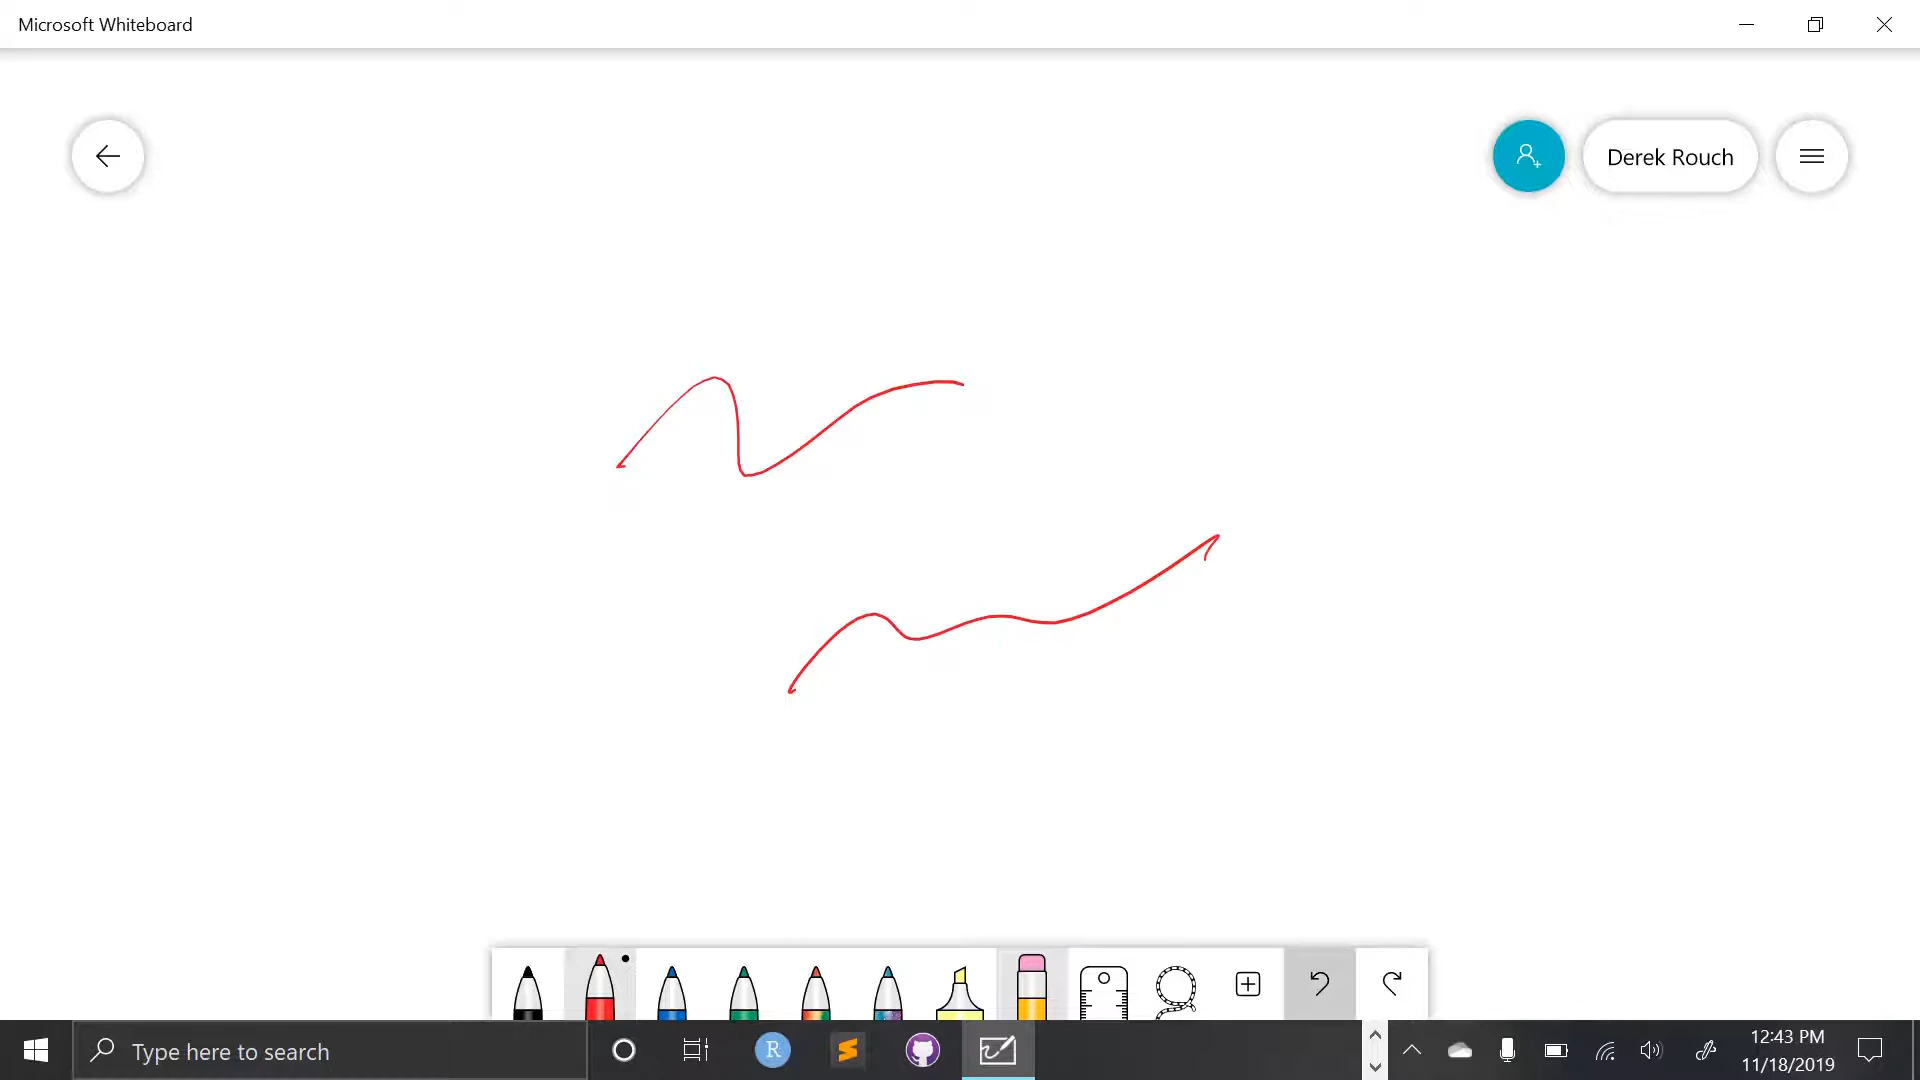 Microsoft Whiteboard
Derek Rouch
Type here to search
R
12:43 PM
11/18/2019